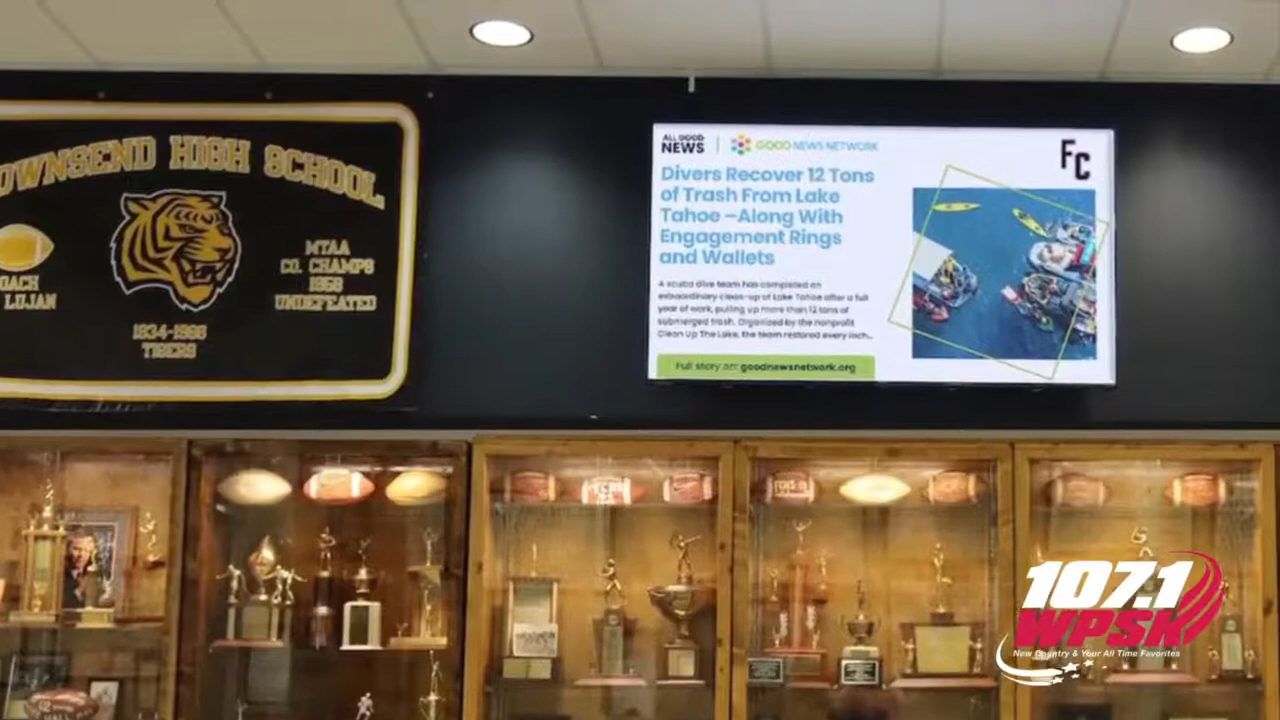 TOWNSEND HIGH SCHOOL
COACH
LUJAN
MTAA
CO. CHAMPS
1958
UNDEFEATED
TIGERS
ALL GOOD
NEWS
GOOD NEWS NETWORK
FC
Divers Recover 12 Tons
of Trash From Lake
Tahoe –Along With
Engagement Rings
and Wallets
A scuba dive team has completed an
extraordinary clean-up of Lake Tahoe after a full
year of work, pulling up more than 12 tons of
submerged trash. Organized by the nonprofit
Clean Up The Lake, the team restored every inch...
Full story on: goodnewsnetwork.org
107.1
WPSK
New Country & Your All Time Favorites